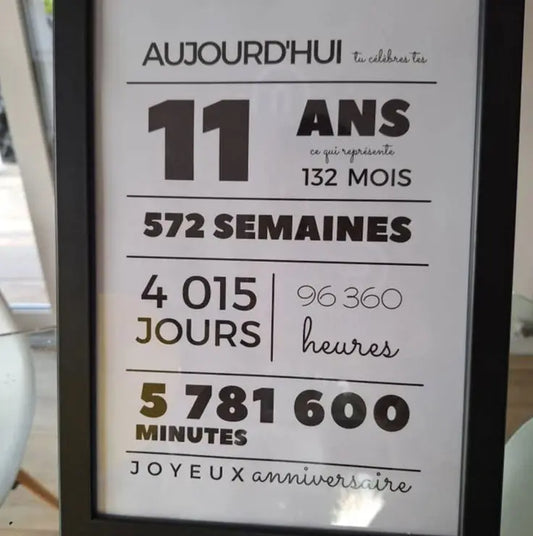 AUJOURD'HUI tu célèbres tes
11 ANS
ce qui représente
132 MOIS
572 SEMAINES
4 015
JOURS
96 360
heures
5 781 600
MINUTES
JOYEUX anniversaire